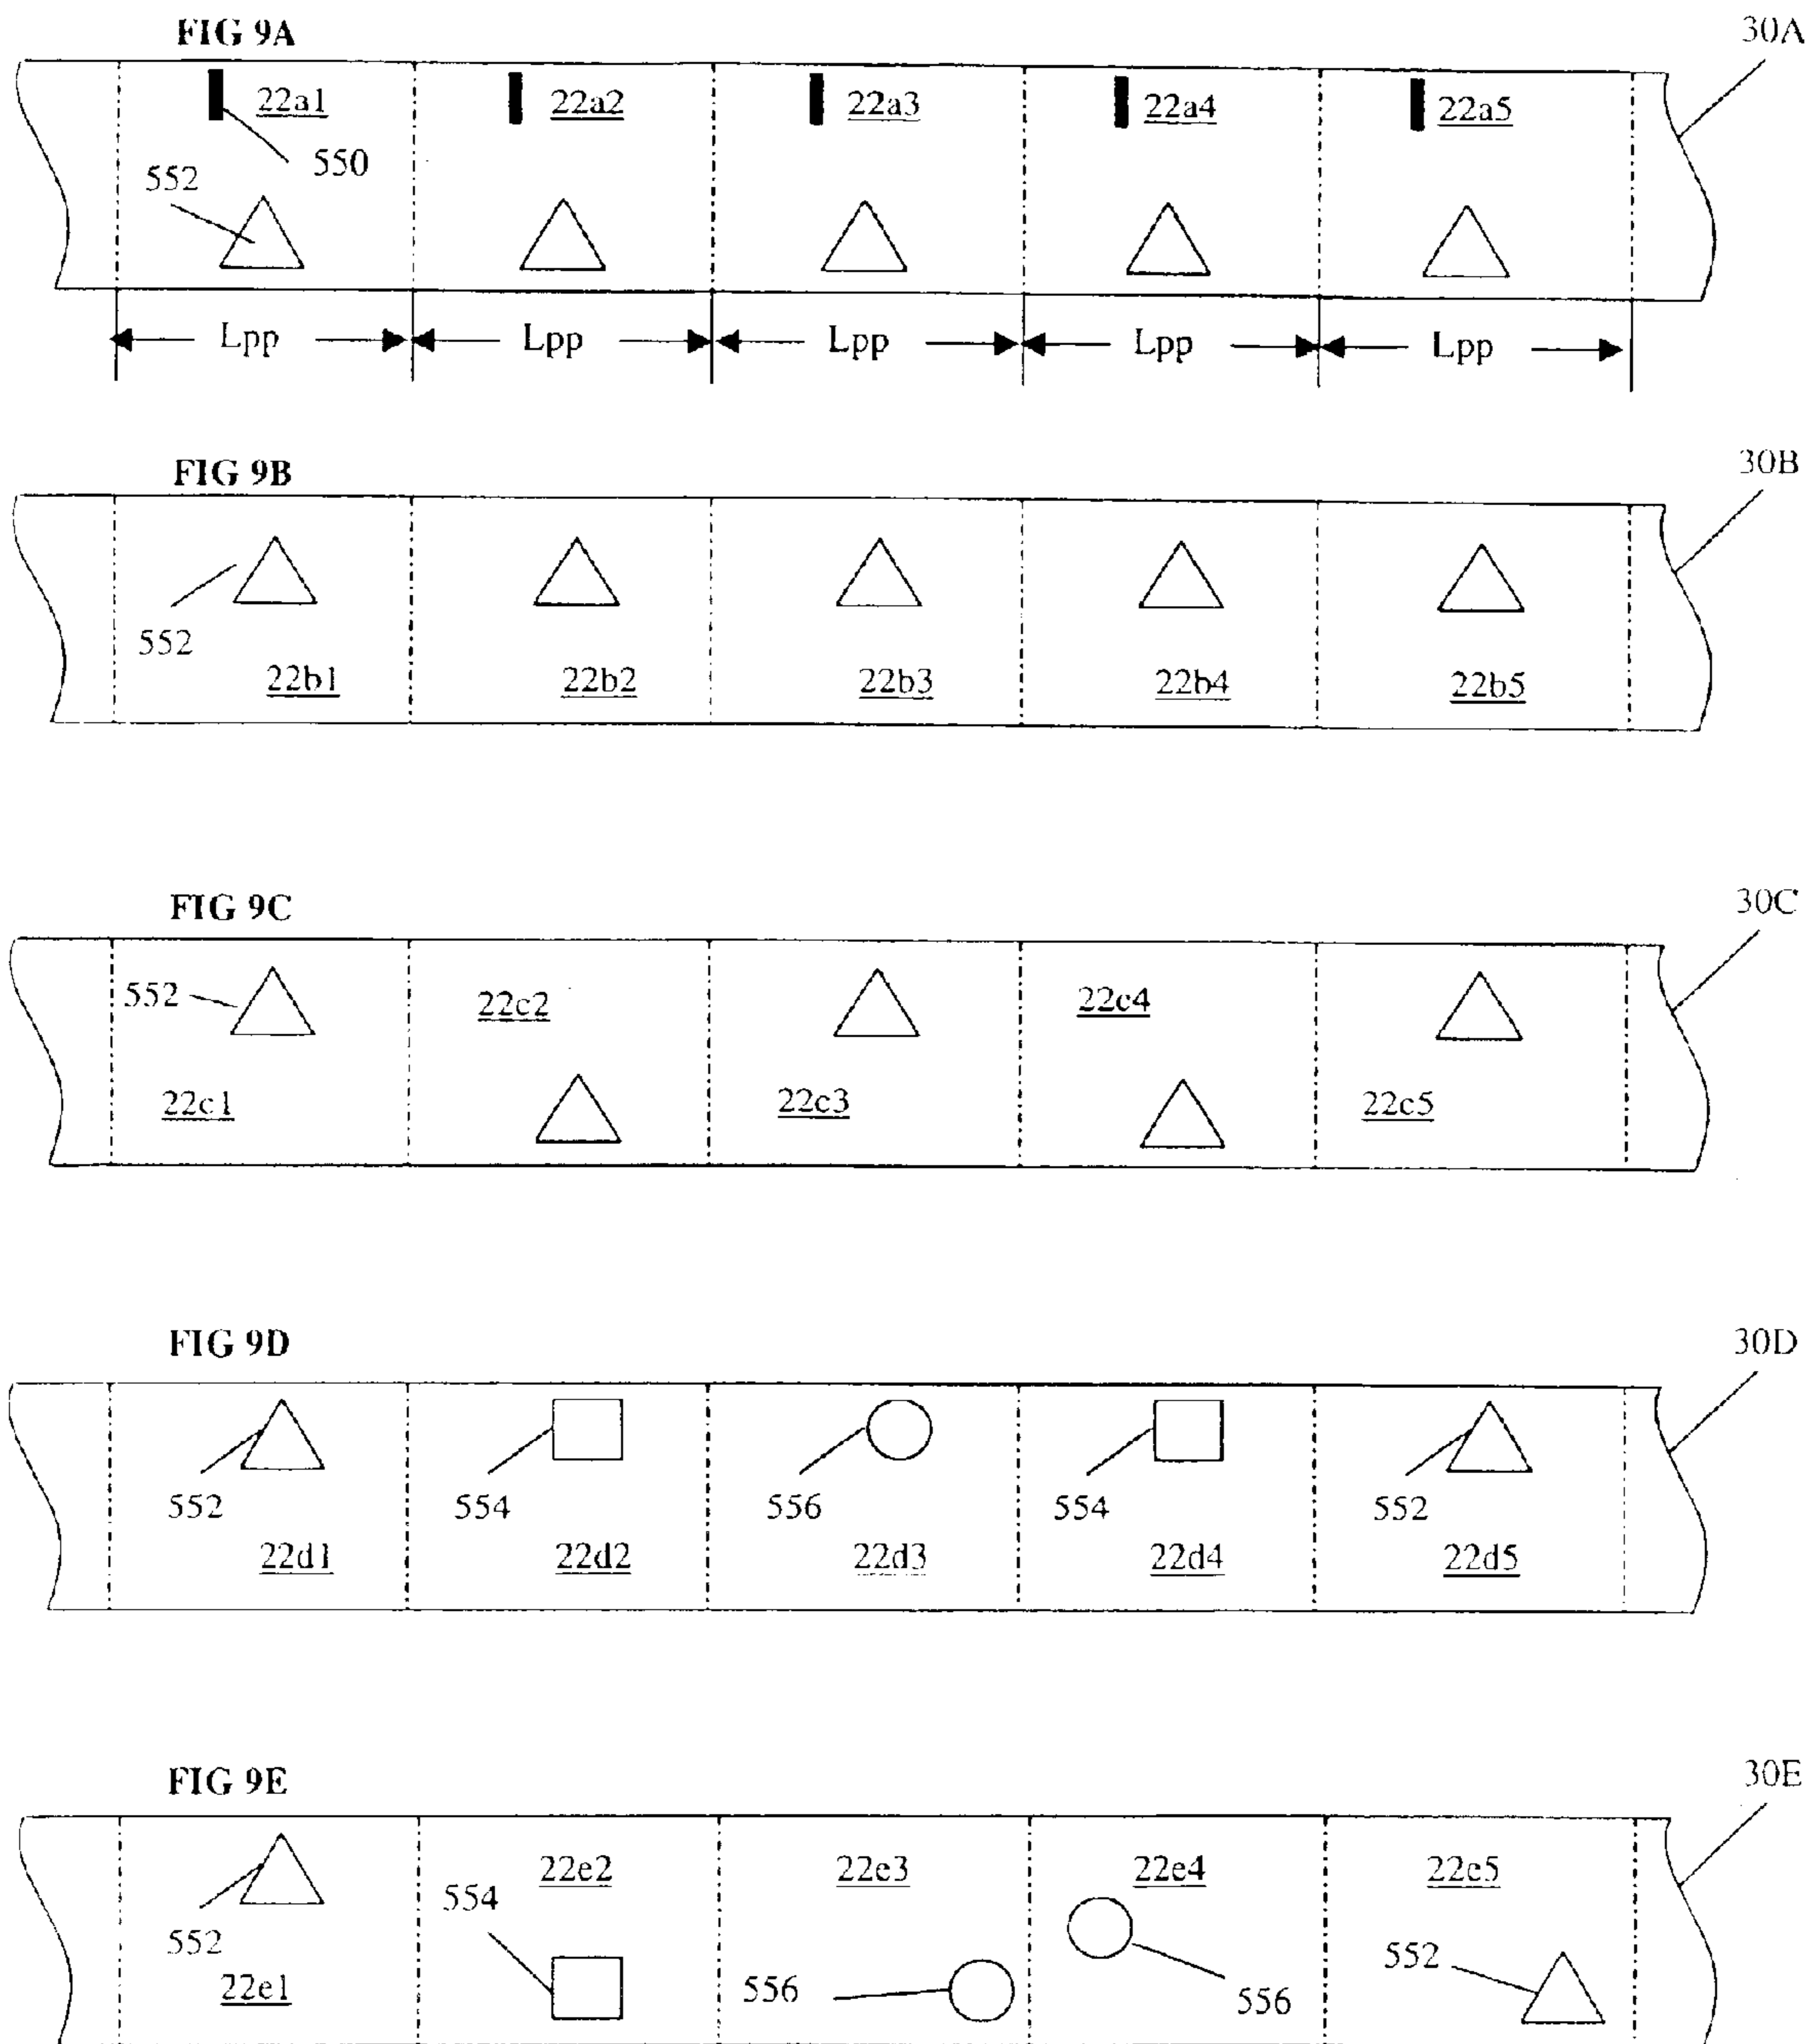 FIG 9A
30A
22a1 22a2 22a3 22a4 22a5
550
552
Lpp Lpp Lpp Lpp Lpp
FIG 9B
30B
552
22b1 22b2 22b3 22b4 22b5
FIG 9C
30C
552 22c2 22c4
22c1 22c3 22c5
FIG 9D
30D
552 554 556 554 552
22d1 22d2 22d3 22d4 22d5
FIG 9E
30E
22e2 22e3 22e4 22e5
554
552 552
22e1 556 556